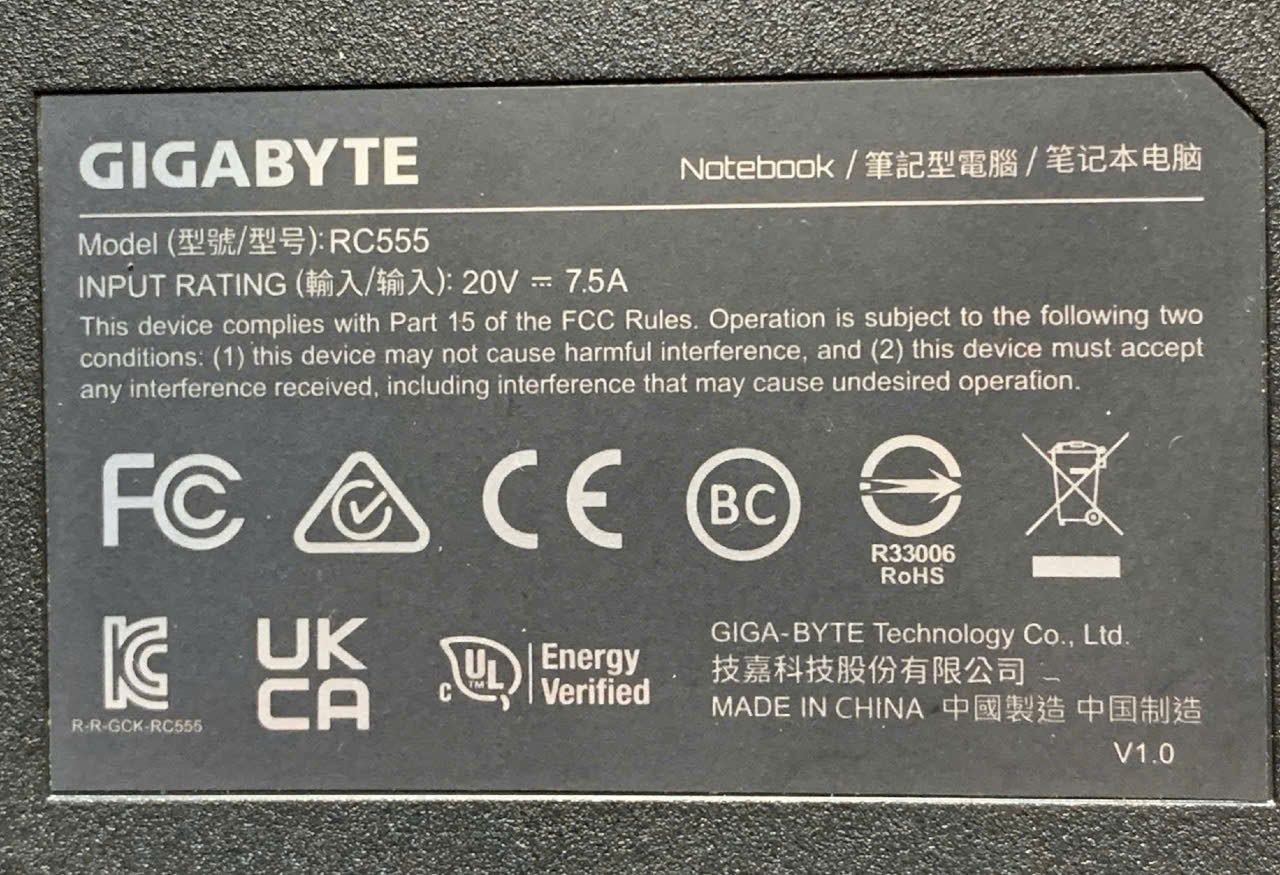 GIGABYTE
Notebook / 筆記型電腦 / 笔记本电脑
Model (型號/型号): RC555
INPUT RATING (輸入/输入): 20V ⎓ 7.5A
This device complies with Part 15 of the FCC Rules. Operation is subject to the following two
conditions: (1) this device may not cause harmful interference, and (2) this device must accept
any interference received, including interference that may cause undesired operation.
FC CE BC
R33006
RoHS
R-R-GCK-RC555
UK
CA
C UL TM
Energy
Verified
GIGA-BYTE Technology Co., Ltd.
技嘉科技股份有限公司
MADE IN CHINA 中國製造 中国制造
V1.0